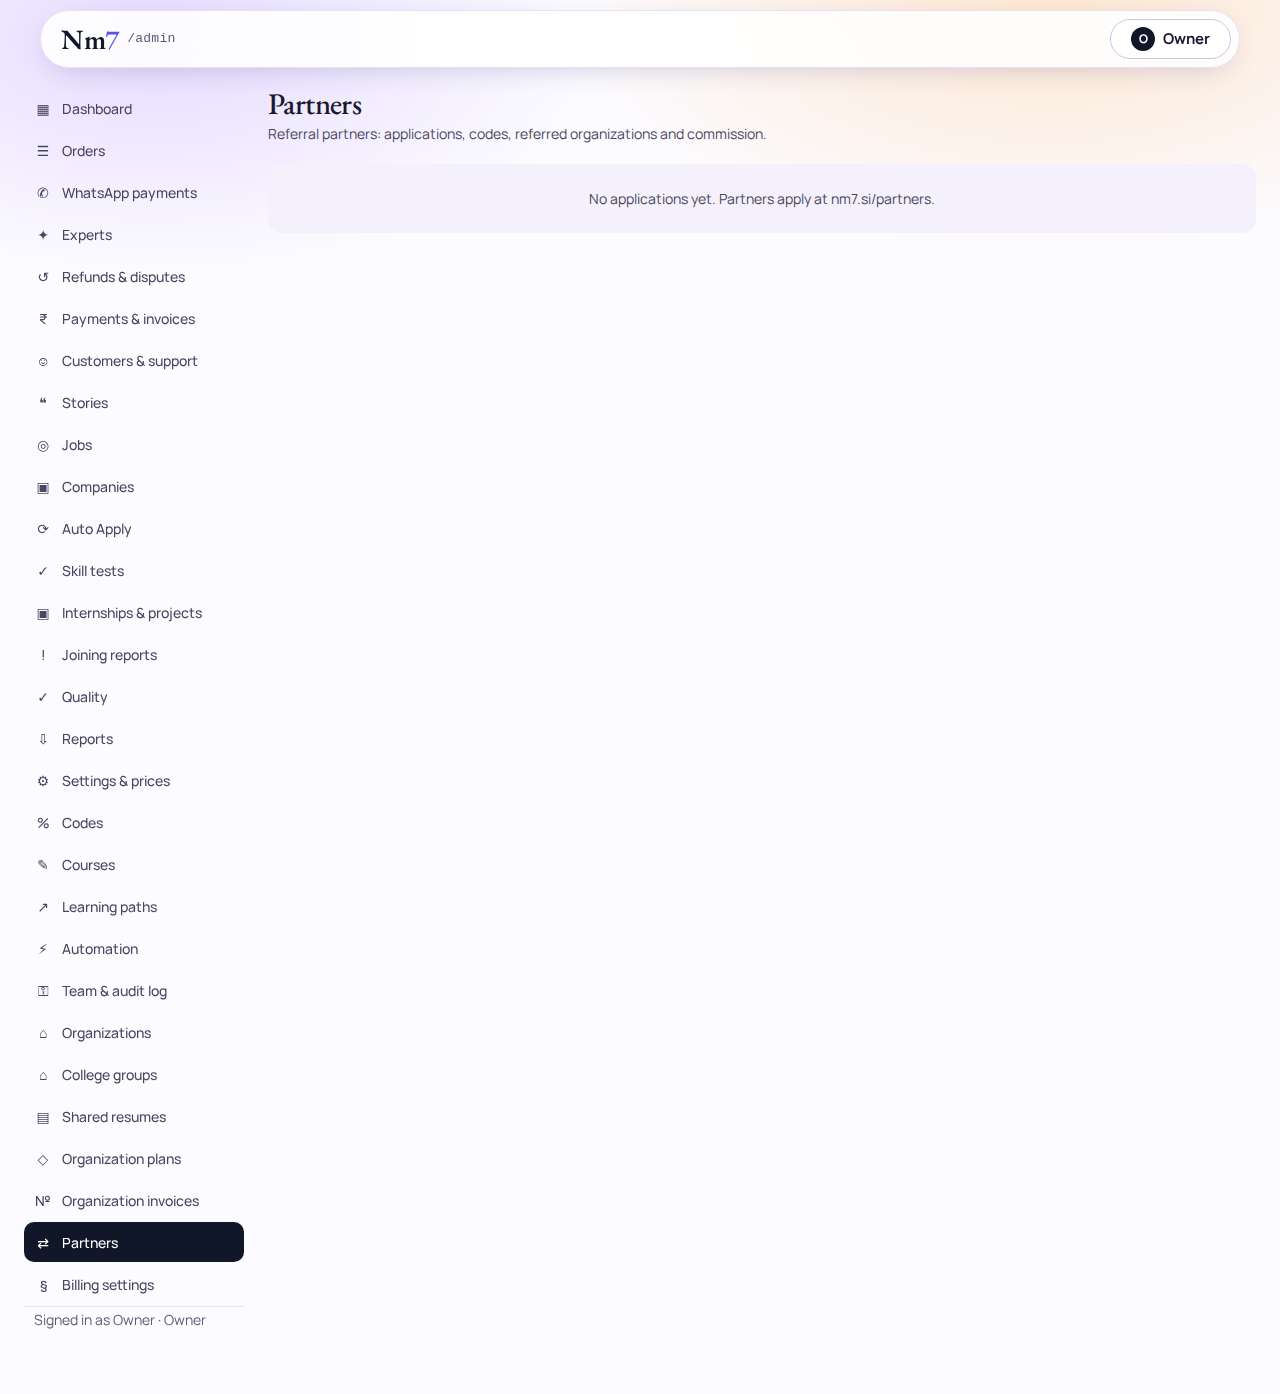 Nm7 /admin
O Owner
▦ Dashboard
☰ Orders
✆ WhatsApp payments
✦ Experts
↺ Refunds & disputes
₹ Payments & invoices
☺ Customers & support
❝ Stories
◎ Jobs
▣ Companies
⟳ Auto Apply
✓ Skill tests
▣ Internships & projects
! Joining reports
✓ Quality
⇩ Reports
⚙ Settings & prices
% Codes
✎ Courses
↗ Learning paths
⚡ Automation
⚿ Team & audit log
⌂ Organizations
⌂ College groups
▤ Shared resumes
◇ Organization plans
№ Organization invoices
⇄ Partners
§ Billing settings
Signed in as Owner · Owner
Partners
Referral partners: applications, codes, referred organizations and commission.
No applications yet. Partners apply at nm7.si/partners.